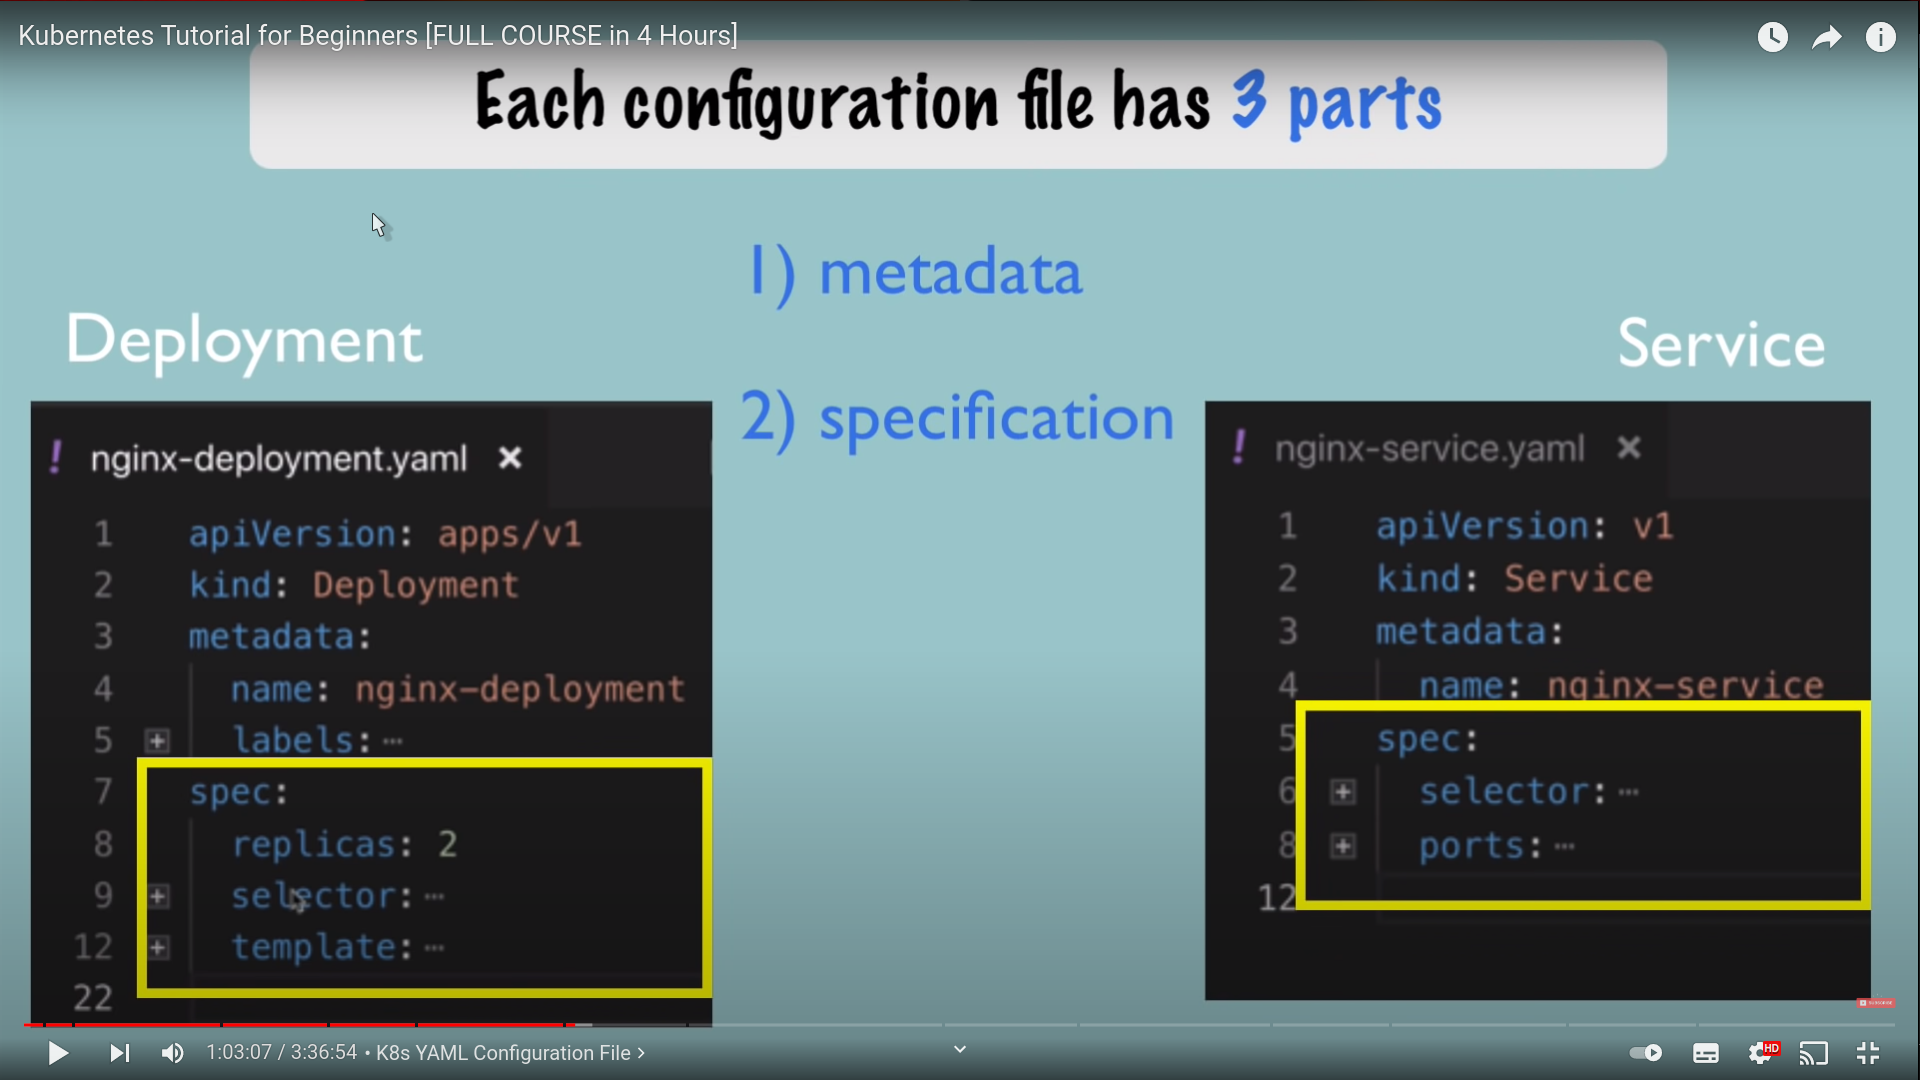 Kubernetes Tutorial for Beginners [FULL COURSE in 4 Hours]
Each configuration file has 3 parts
1) metadata
2) specification
Deployment
! nginx-deployment.yaml ×
1 apiVersion: apps/v1
2 kind: Deployment
3 metadata:
4 name: nginx-deployment
5 labels: ⋯
7 spec:
8 replicas: 2
9 selector: ⋯
12 template: ⋯
22
Service
! nginx-service.yaml ×
1 apiVersion: v1
2 kind: Service
3 metadata:
4 name: nginx-service
5 spec:
6 selector: ⋯
8 ports: ⋯
12
SUBSCRIBE
1:03:07 / 3:36:54 • K8s YAML Configuration File >
HD